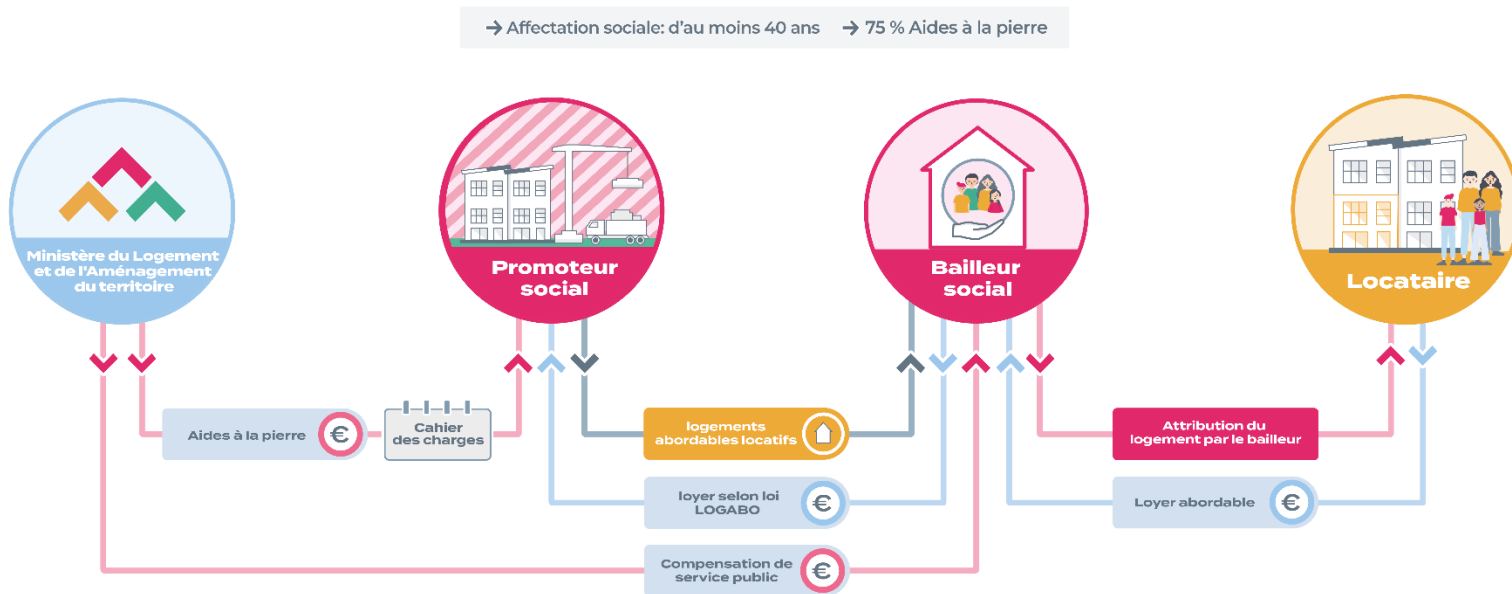 → Affectation sociale: d'au moins 40 ans → 75 % Aides à la pierre
Ministère du Logement
et de l'Aménagement
du territoire
Promoteur
social
Bailleur
social
Locataire
Aides à la pierre €
Cahier
des charges
logements
abordables locatifs
Attribution du
logement par le bailleur
loyer selon loi
LOGABO €
Loyer abordable €
Compensation de
service public €